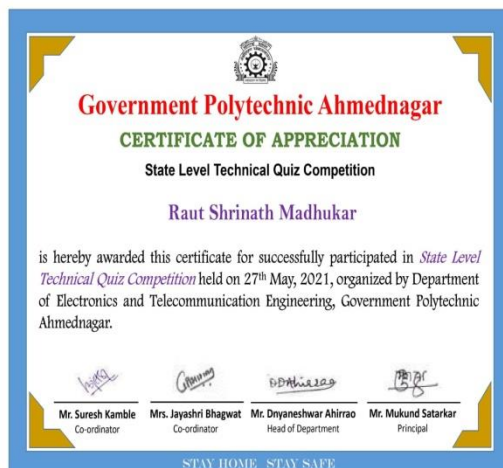 Government Polytechnic Ahmednagar
CERTIFICATE OF APPRECIATION
State Level Technical Quiz Competition
Raut Shrinath Madhukar
is hereby awarded this certificate for successfully participated in State Level
Technical Quiz Competition held on 27th May, 2021, organized by Department
of Electronics and Telecommunication Engineering, Government Polytechnic
Ahmednagar.
Mr. Suresh Kamble Mrs. Jayashri Bhagwat Mr. Dnyaneshwar Ahirrao Mr. Mukund Satarkar
Co-ordinator Co-ordinator Head of Department Principal
STAY HOME STAY SAFE